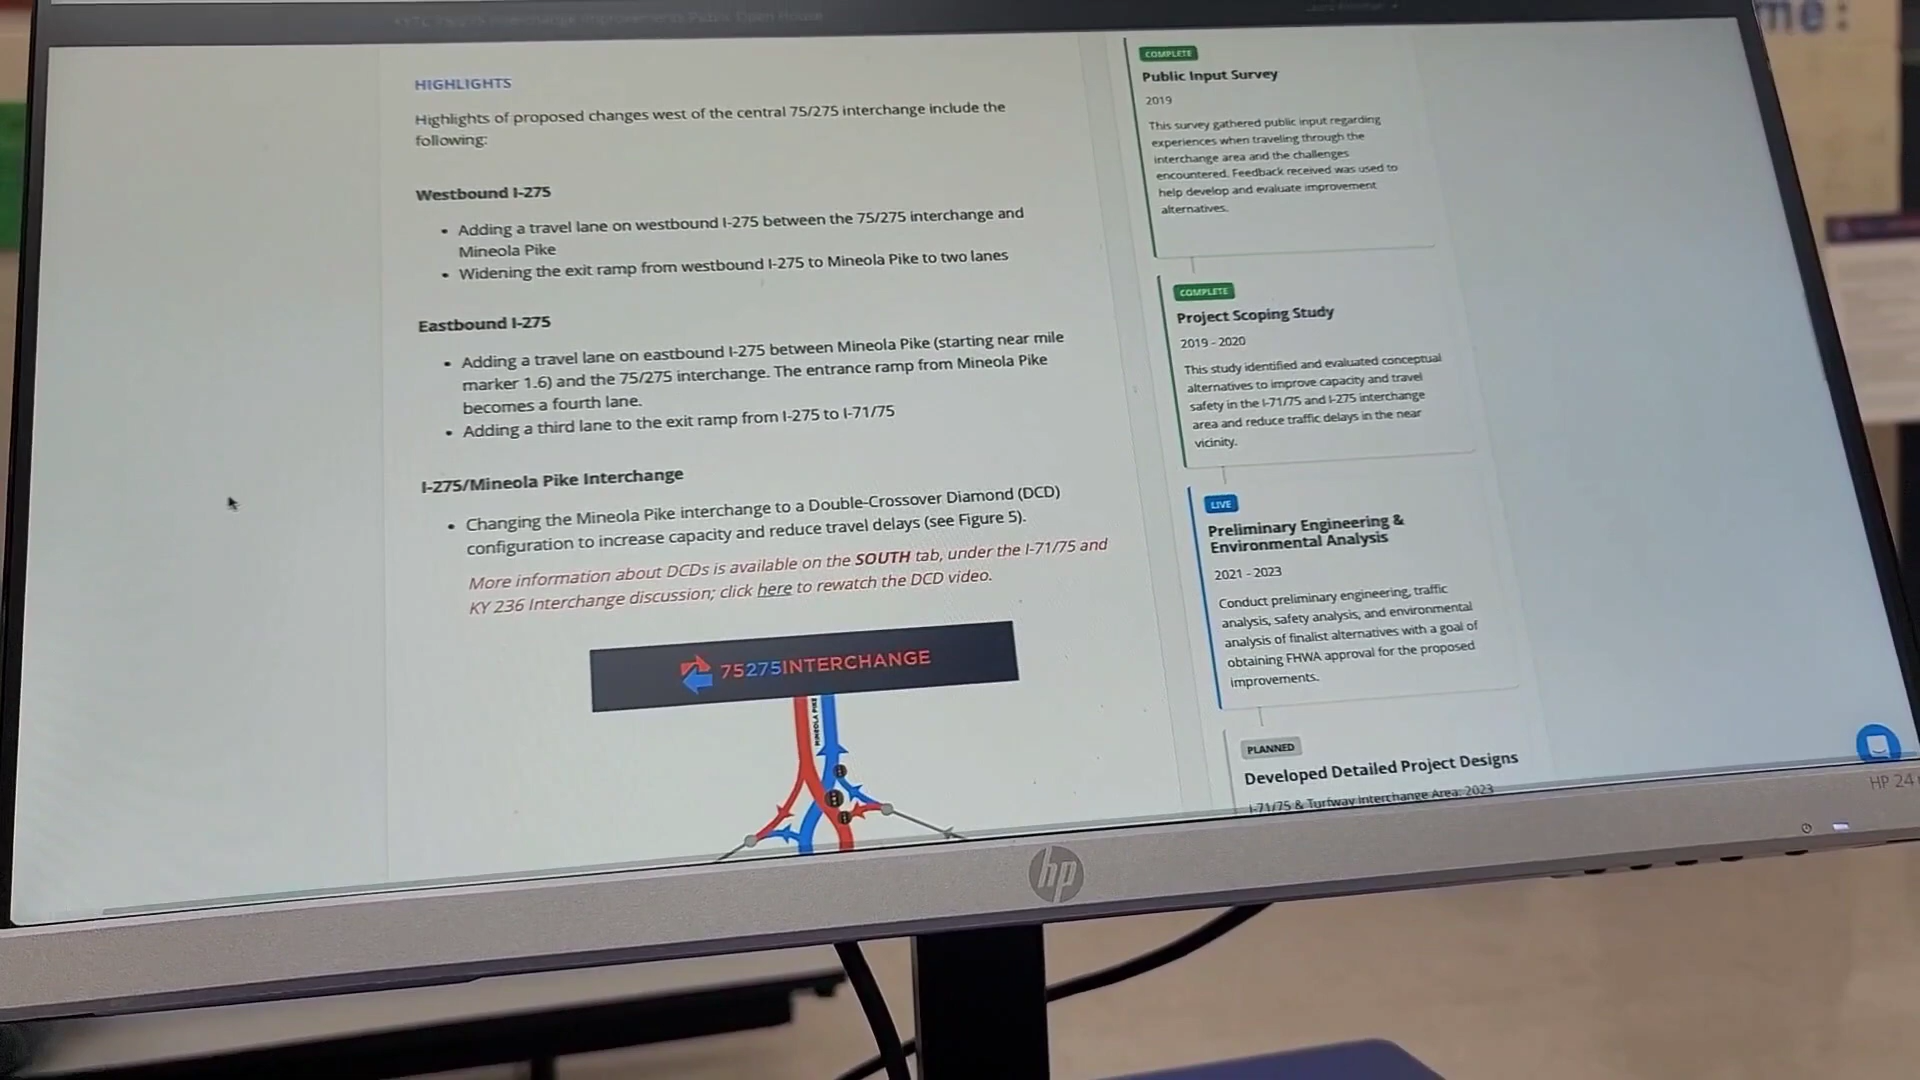 KYTC 75/275 Interchange Improvements Public Open House
me:
HIGHLIGHTS
Highlights of proposed changes west of the central 75/275 interchange include the
following:
Westbound I-275
• Adding a travel lane on westbound I-275 between the 75/275 interchange and
Mineola Pike
• Widening the exit ramp from westbound I-275 to Mineola Pike to two lanes
Eastbound I-275
• Adding a travel lane on eastbound I-275 between Mineola Pike (starting near mile
marker 1.6) and the 75/275 interchange. The entrance ramp from Mineola Pike
becomes a fourth lane.
• Adding a third lane to the exit ramp from I-275 to I-71/75
I-275/Mineola Pike Interchange
• Changing the Mineola Pike interchange to a Double-Crossover Diamond (DCD)
configuration to increase capacity and reduce travel delays (see Figure 5).
More information about DCDs is available on the SOUTH tab, under the I-71/75 and
KY 236 Interchange discussion; click here to rewatch the DCD video.
75275INTERCHANGE
MINEOLA PIKE
COMPLETE
Public Input Survey
2019
This survey gathered public input regarding
experiences when traveling through the
interchange area and the challenges
encountered. Feedback received was used to
help develop and evaluate improvement
alternatives.
COMPLETE
Project Scoping Study
2019 - 2020
This study identified and evaluated conceptual
alternatives to improve capacity and travel
safety in the I-71/75 and I-275 interchange
area and reduce traffic delays in the near
vicinity.
LIVE
Preliminary Engineering &
Environmental Analysis
2021 - 2023
Conduct preliminary engineering, traffic
analysis, safety analysis, and environmental
analysis of finalist alternatives with a goal of
obtaining FHWA approval for the proposed
improvements.
PLANNED
Developed Detailed Project Designs
I-71/75 & Turfway Interchange Area: 2023
HP 24
hp